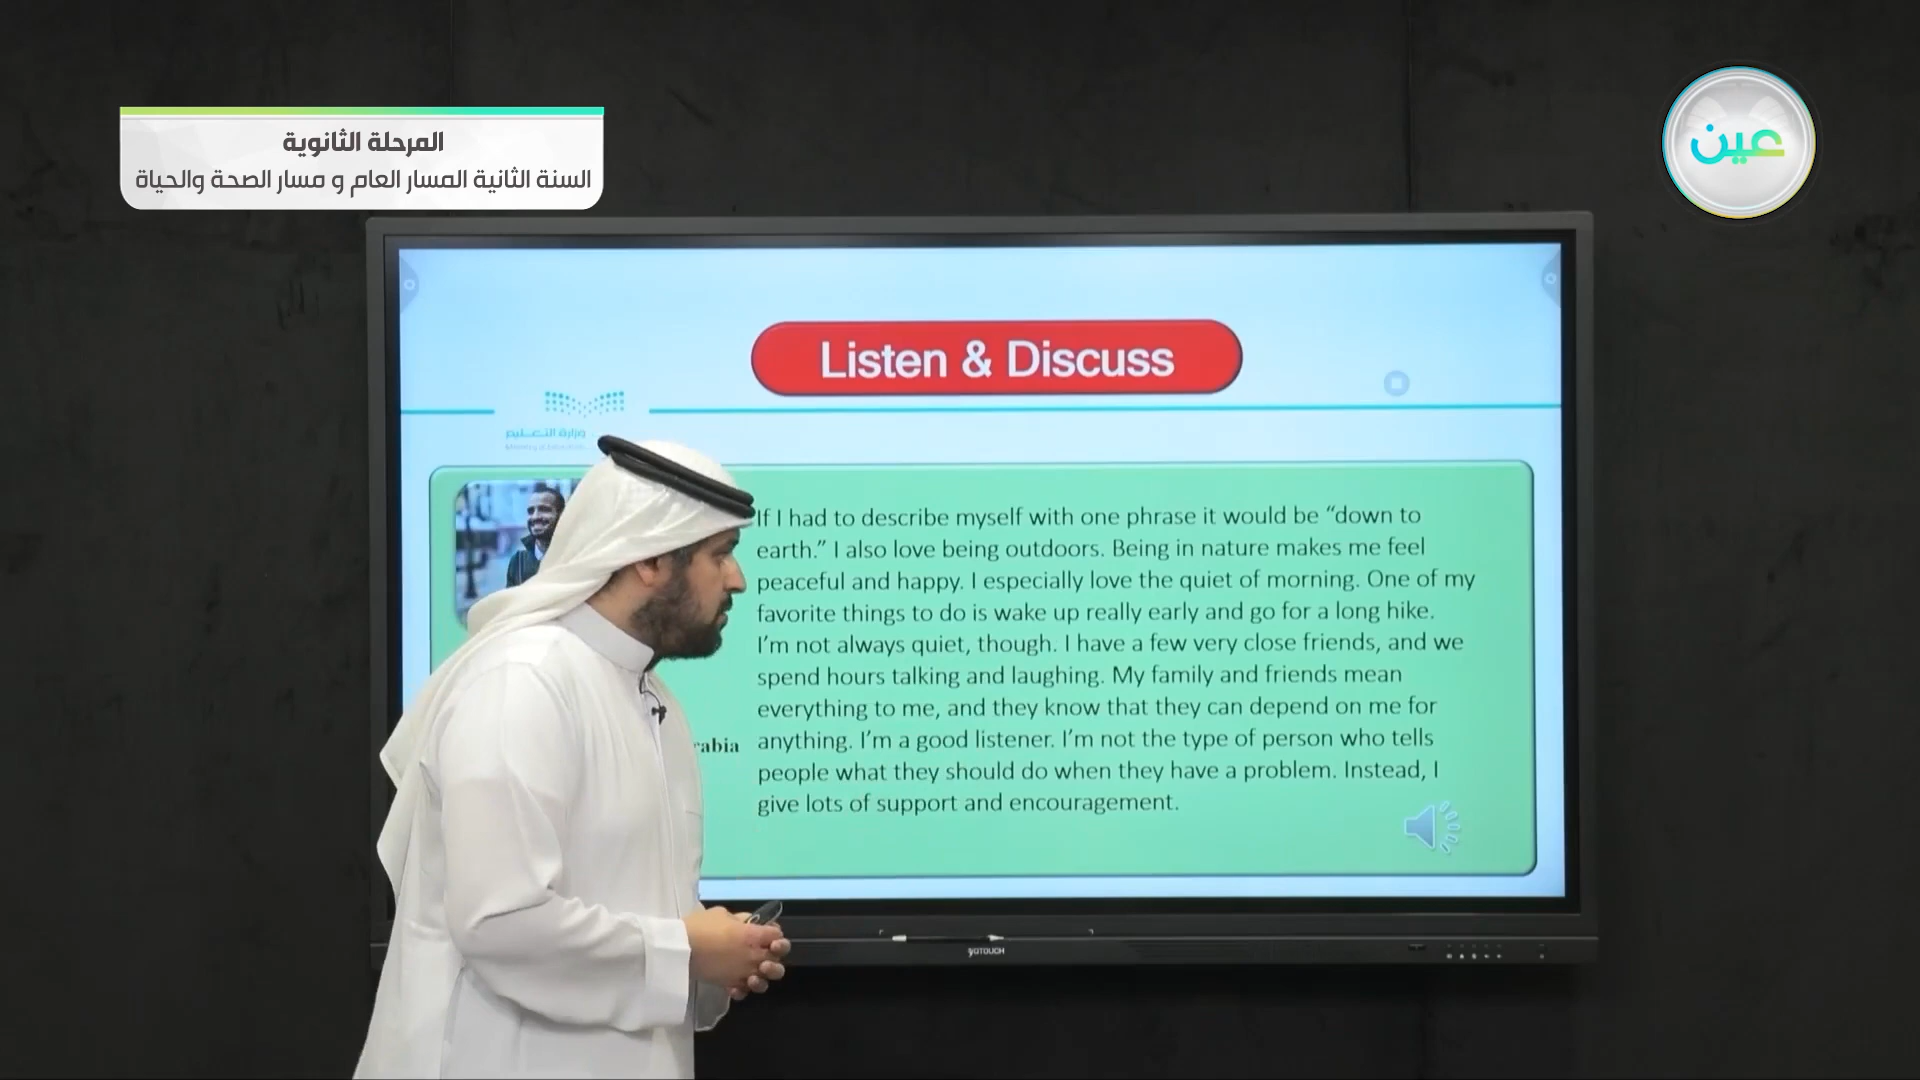 المرحلة الثانوية
السنة الثانية المسار العام و مسار الصحة والحياة
عين
Listen & Discuss
وزارة التعليم
Ministry of Education
If I had to describe myself with one phrase it would be “down to
earth.” I also love being outdoors. Being in nature makes me feel
peaceful and happy. I especially love the quiet of morning. One of my
favorite things to do is wake up really early and go for a long hike.
I’m not always quiet, though. I have a few very close friends, and we
spend hours talking and laughing. My family and friends mean
everything to me, and they know that they can depend on me for
anything. I’m a good listener. I’m not the type of person who tells
people what they should do when they have a problem. Instead, I
give lots of support and encouragement.
YQTOUCH